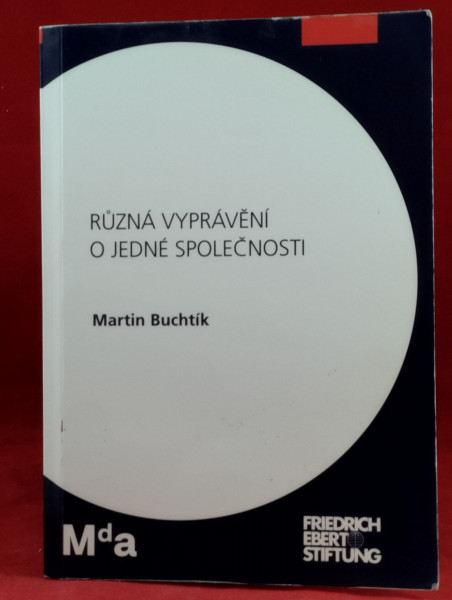 RŮZNÁ VYPRÁVĚNÍ
O JEDNÉ SPOLEČNOSTI
Martin Buchtík
Mda
FRIEDRICH
EBERT
STIFTUNG